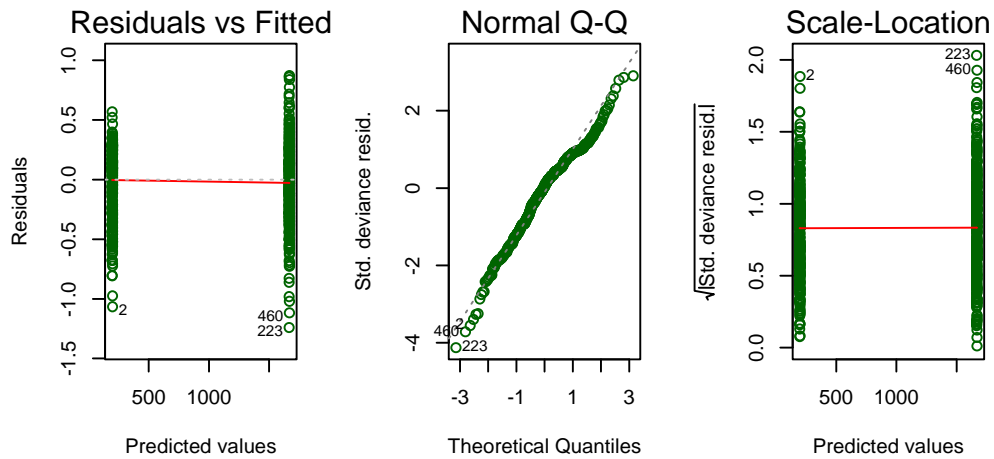 Residuals vs Fitted
Residuals
1.0
0.5
0.0
-0.5
-1.0
-1.5
2
460
223
500 1000
Predicted values
Normal Q-Q
Std. deviance resid.
2
0
-2
-4
2
460
223
-3 -1 1 3
Theoretical Quantiles
Scale-Location
√|Std. deviance resid.|
2.0
1.5
1.0
0.5
0.0
2
223
460
500 1000
Predicted values